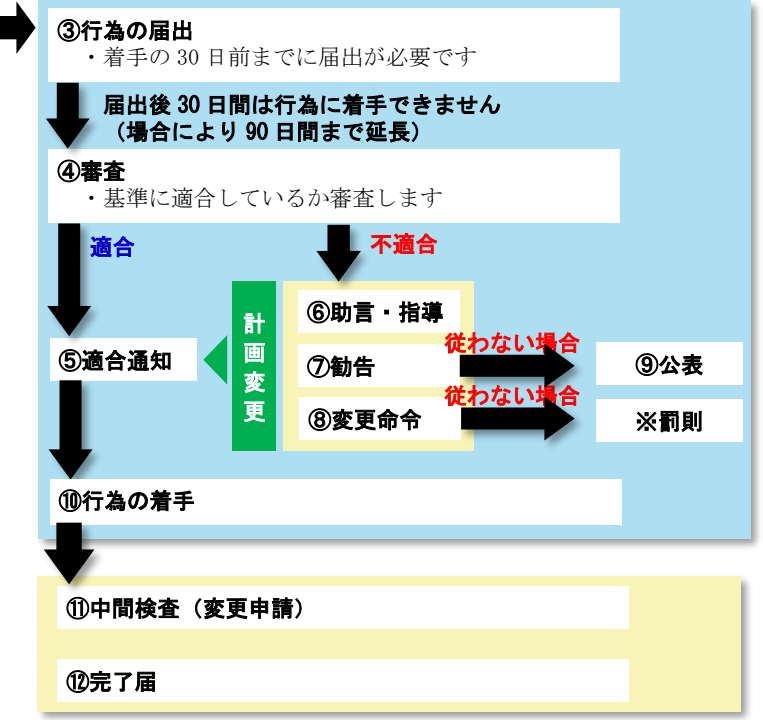 ③行為の届出
・着手の 30 日前までに届出が必要です
届出後 30 日間は行為に着手できません
（場合により 90 日間まで延長）
④審査
・基準に適合しているか審査します
適合
不適合
計画変更
⑥助言・指導
従わない場合
⑤適合通知
⑦勧告
⑨公表
従わない場合
⑧変更命令
※罰則
⑩行為の着手
⑪中間検査（変更申請）
⑫完了届